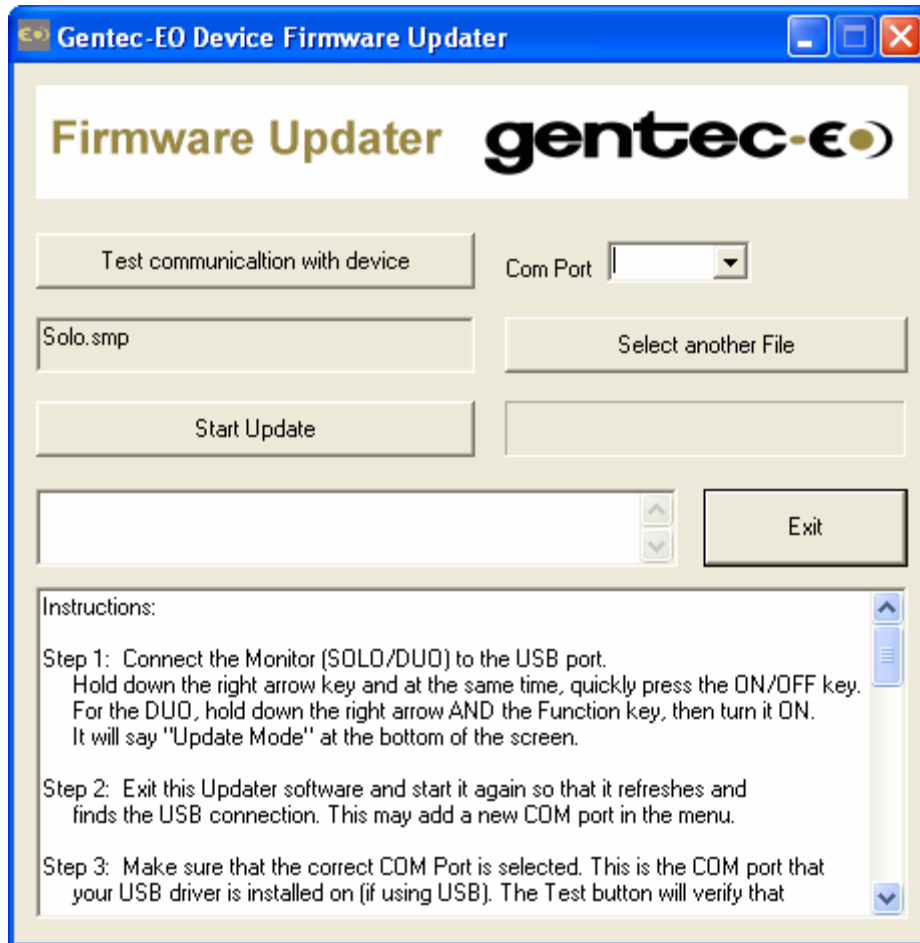 Gentec-EO Device Firmware Updater
Firmware Updater gentec-EO
Test communicaltion with device
Com Port
Solo.smp
Select another File
Start Update
Exit
Instructions:
Step 1: Connect the Monitor (SOLO/DUO) to the USB port.
Hold down the right arrow key and at the same time, quickly press the ON/OFF key.
For the DUO, hold down the right arrow AND the Function key, then turn it ON.
It will say "Update Mode" at the bottom of the screen.
Step 2: Exit this Updater software and start it again so that it refreshes and
finds the USB connection. This may add a new COM port in the menu.
Step 3: Make sure that the correct COM Port is selected. This is the COM port that
your USB driver is installed on (if using USB). The Test button will verify that